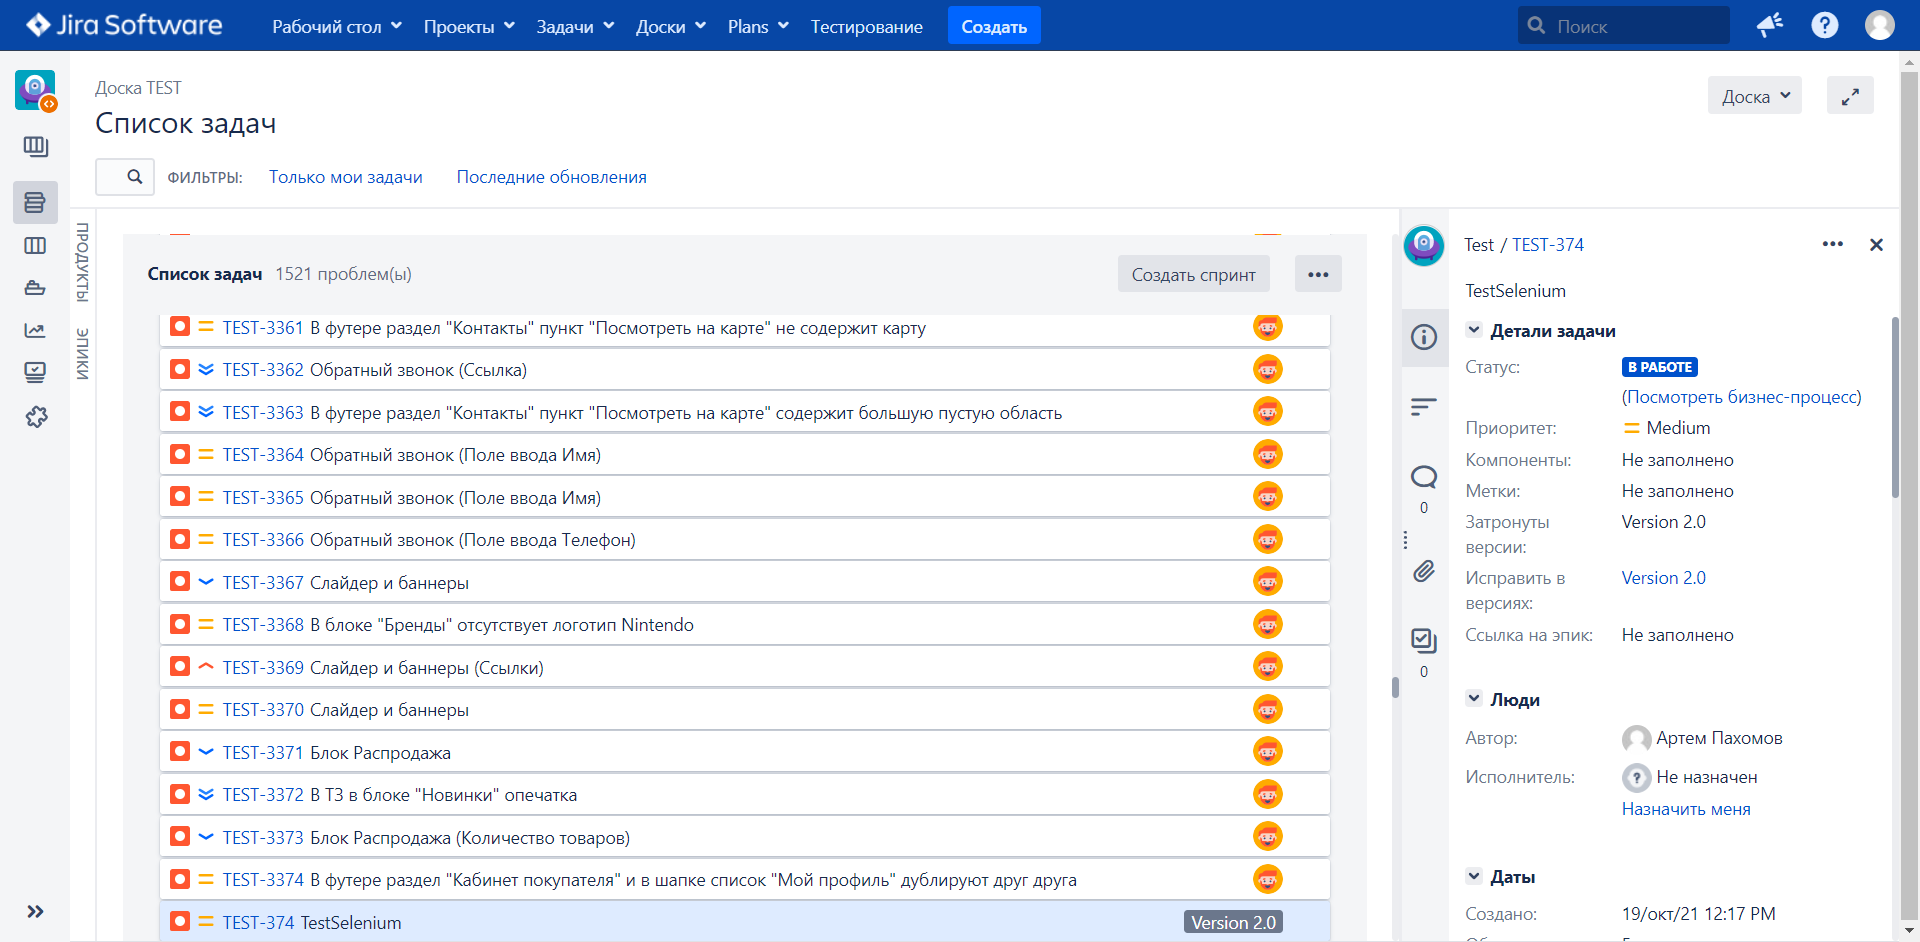 Jira Software
Рабочий стол
Проекты
Задачи
Доски
Plans
Тестирование
Создать
Поиск
Доска TEST
Список задач
Доска
ФИЛЬТРЫ:
Только мои задачи
Последние обновления
ПРОДУКТЫ
ЭПИКИ
Список задач 1521 проблем(ы)
Создать спринт
TEST-3361 В футере раздел "Контакты" пункт "Посмотреть на карте" не содержит карту
TEST-3362 Обратный звонок (Ссылка)
TEST-3363 В футере раздел "Контакты" пункт "Посмотреть на карте" содержит большую пустую область
TEST-3364 Обратный звонок (Поле ввода Имя)
TEST-3365 Обратный звонок (Поле ввода Имя)
TEST-3366 Обратный звонок (Поле ввода Телефон)
TEST-3367 Слайдер и баннеры
TEST-3368 В блоке "Бренды" отсутствует логотип Nintendo
TEST-3369 Слайдер и баннеры (Ссылки)
TEST-3370 Слайдер и баннеры
TEST-3371 Блок Распродажа
TEST-3372 В ТЗ в блоке "Новинки" опечатка
TEST-3373 Блок Распродажа (Количество товаров)
TEST-3374 В футере раздел "Кабинет покупателя" и в шапке список "Мой профиль" дублируют друг друга
TEST-374 TestSelenium
Version 2.0
0
0
Test / TEST-374
TestSelenium
Детали задачи
Статус: В РАБОТЕ
(Посмотреть бизнес-процесс)
Приоритет: Medium
Компоненты: Не заполнено
Метки: Не заполнено
Затронуты версии: Version 2.0
Исправить в версиях: Version 2.0
Ссылка на эпик: Не заполнено
Люди
Автор: Артем Пахомов
Исполнитель: Не назначен
Назначить меня
Даты
Создано: 19/окт/21 12:17 PM